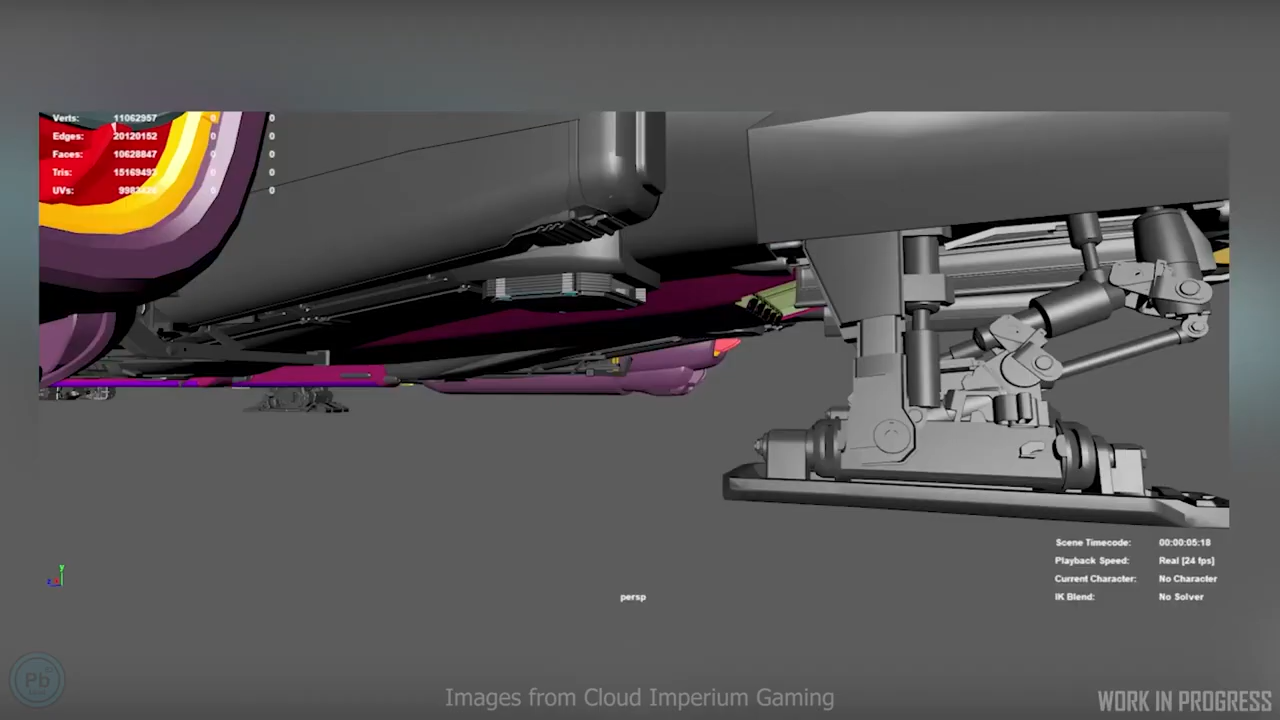 Verts: 11062957 0 0
Edges: 20120152 0 0
Faces: 10628847 0 0
Tris: 15169493 0 0
UVs: 0 0
Scene Timecode: 00:00:05:18
Playback Speed: Real [24 fps]
Current Character: No Character
IK Blend: No Solver
y
z
persp
Pb
Images from Cloud Imperium Gaming
WORK IN PROGRESS